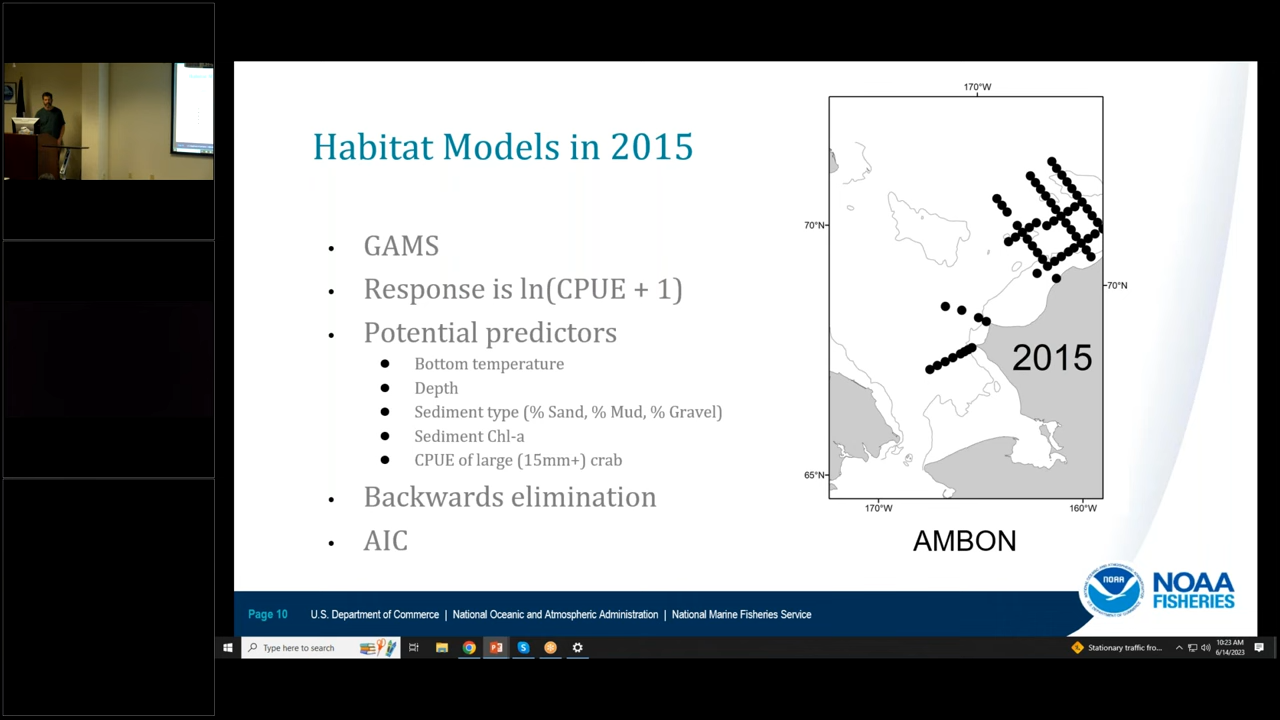 170°W
Habitat Models in 2015
• GAMS
70°N
• Response is ln(CPUE + 1)
70°N
• Potential predictors
● Bottom temperature
2015
● Depth
● Sediment type (% Sand, % Mud, % Gravel)
● Sediment Chl-a
● CPUE of large (15mm+) crab
65°N
• Backwards elimination
170°W
160°W
• AIC
AMBON
NOAA
NOAA
FISHERIES
Page 10
U.S. Department of Commerce | National Oceanic and Atmospheric Administration | National Marine Fisheries Service
Type here to search
Stationary traffic fro...
10:23 AM
6/14/2023